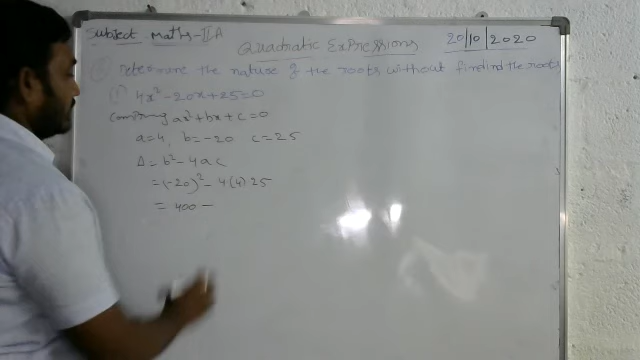 Subject Maths-IIA
Quadratic Expressions 20|10|2020
Determine the nature of the roots without finding the roots
(1) 4x² - 20x + 25 = 0
Comparing ax² + bx + c = 0
a = 4, b = -20 c = 25
Δ = b² - 4ac
= (-20)² - 4(4) 25
= 400 -